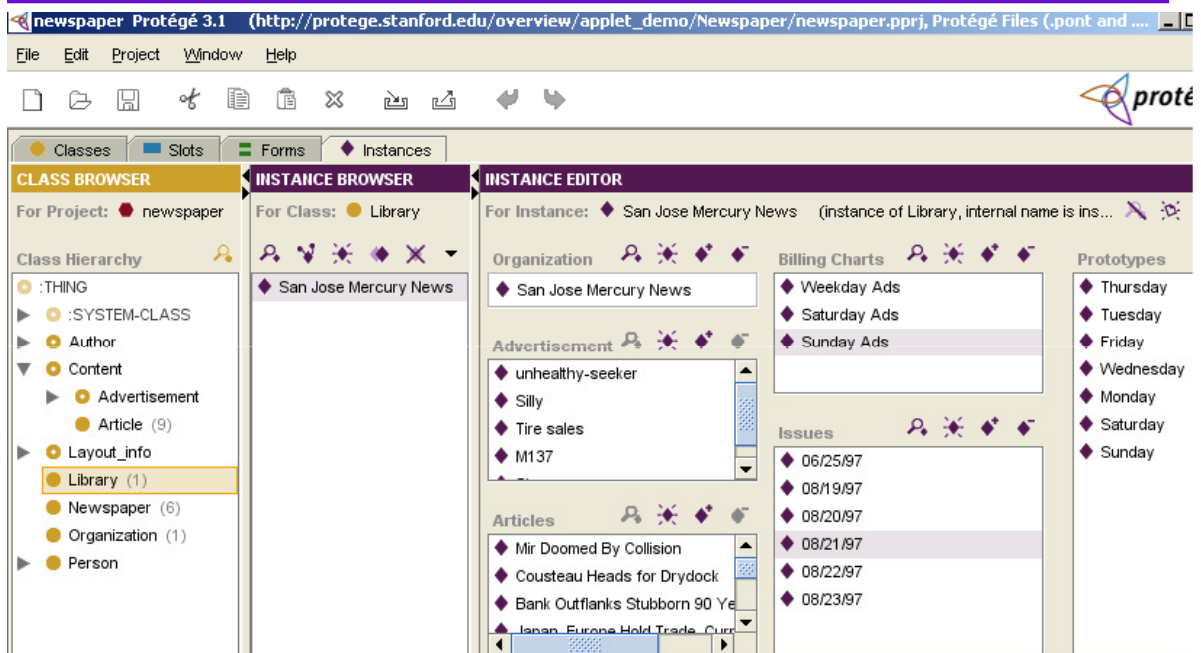 newspaper Protégé 3.1 (http://protege.stanford.edu/overview/applet_demo/Newspaper/newspaper.pprj, Protégé Files (.pont and ....
File Edit Project Window Help
proté
Classes Slots Forms Instances
CLASS BROWSER
For Project: newspaper
Class Hierarchy
:THING
:SYSTEM-CLASS
Author
Content
Advertisement
Article (9)
Layout_info
Library (1)
Newspaper (6)
Organization (1)
Person
INSTANCE BROWSER
For Class: Library
San Jose Mercury News
INSTANCE EDITOR
For Instance: San Jose Mercury News (instance of Library, internal name is ins...
Organization
San Jose Mercury News
Advertisement
unhealthy-seeker
Silly
Tire sales
M137
Articles
Mir Doomed By Collision
Cousteau Heads for Drydock
Bank Outflanks Stubborn 90 Ye
Japan, Europe Hold Trade, Curr
Billing Charts
Weekday Ads
Saturday Ads
Sunday Ads
Issues
06/25/97
08/19/97
08/20/97
08/21/97
08/22/97
08/23/97
Prototypes
Thursday
Tuesday
Friday
Wednesday
Monday
Saturday
Sunday